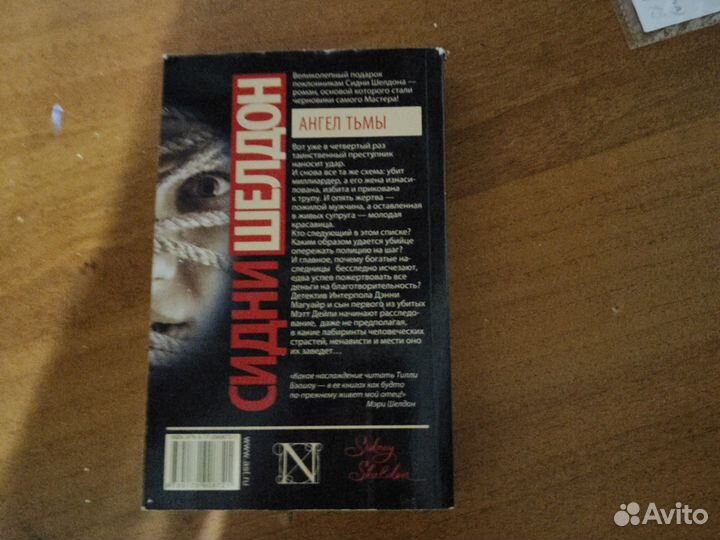 СИДНИ ШЕЛДОН
Великолепный подарок
поклонникам Сидни Шелдона —
роман, основой которого стали
черновики самого Мастера!
АНГЕЛ ТЬМЫ
Вот уже в четвертый раз
таинственный преступник
наносит удар.
И снова все та же схема: убит
миллиардер, а его жена изнаси-
лована, избита и прикована
к трупу. И опять жертва —
пожилой мужчина, а оставленная
в живых супруга — молодая
красавица.
Кто следующий в этом списке?
Каким образом удается убийце
опережать полицию на шаг?
И главное, почему богатые на-
следницы бесследно исчезают,
едва успев пожертвовать все
деньги на благотворительность?
Детектив Интерпола Дэнни
Магуайр и сын первого из убитых
Мэтт Дейли начинают расследо-
вание, даже не предполагая,
в какие лабиринты человеческих
страстей, ненависти и мести оно
их заведет…
«Какое наслаждение читать Тилли
Бэгшоу — в ее книгах как будто
по-прежнему живет мой отец!»
Мэри Шелдон
www.ast.ru
N
Sidney
Sheldon
Avito